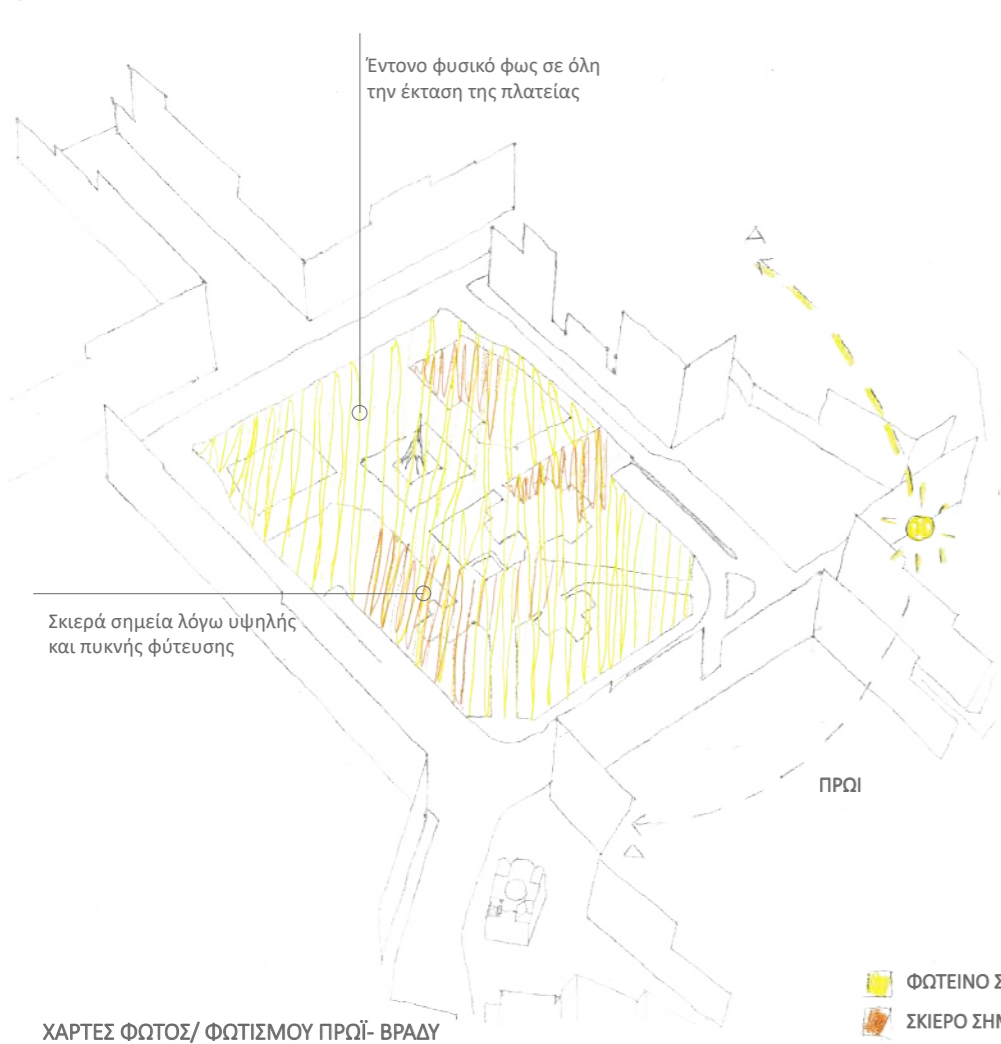 Έντονο φυσικό φως σε όλη
την έκταση της πλατείας
Α
Σκιερά σημεία λόγω υψηλής
και πυκνής φύτευσης
ΠΡΩΙ
Δ
ΦΩΤΕΙΝΟ
ΣΚΙΕΡΟ
ΧΑΡΤΕΣ ΦΩΤΟΣ/ ΦΩΤΙΣΜΟΥ ΠΡΩΪ- ΒΡΑΔΥ